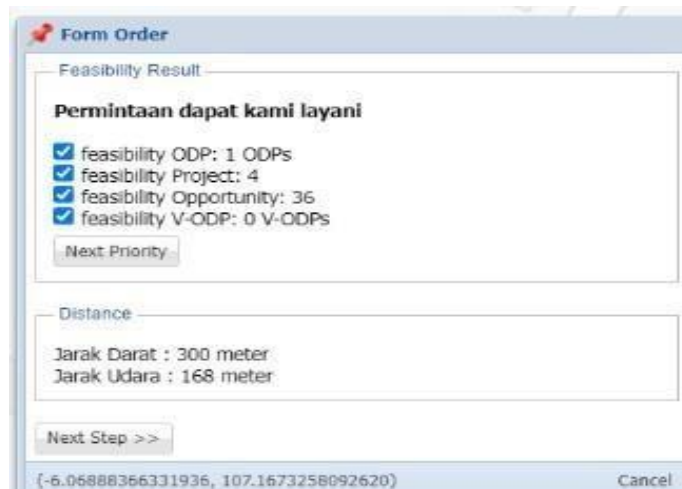 Form Order
Feasibility Result
Permintaan dapat kami layani
feasibility ODP: 1 ODPs
feasibility Project: 4
feasibility Opportunity: 36
feasibility V-ODP: 0 V-ODPs
Next Priority
Distance
Jarak Darat : 300 meter
Jarak Udara : 168 meter
Next Step >>
(-6.06888366331936, 107.1673258092620) Cancel